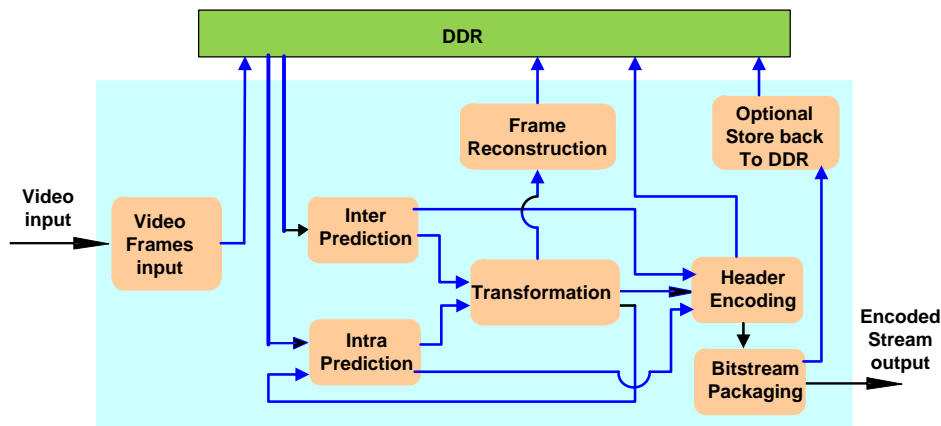 DDR
Optional
Store back
To DDR
Frame
Reconstruction
Video
input
Video
Frames
input
Inter
Prediction
Transformation
Header
Encoding
Intra
Prediction
Bitstream
Packaging
Encoded
Stream
output